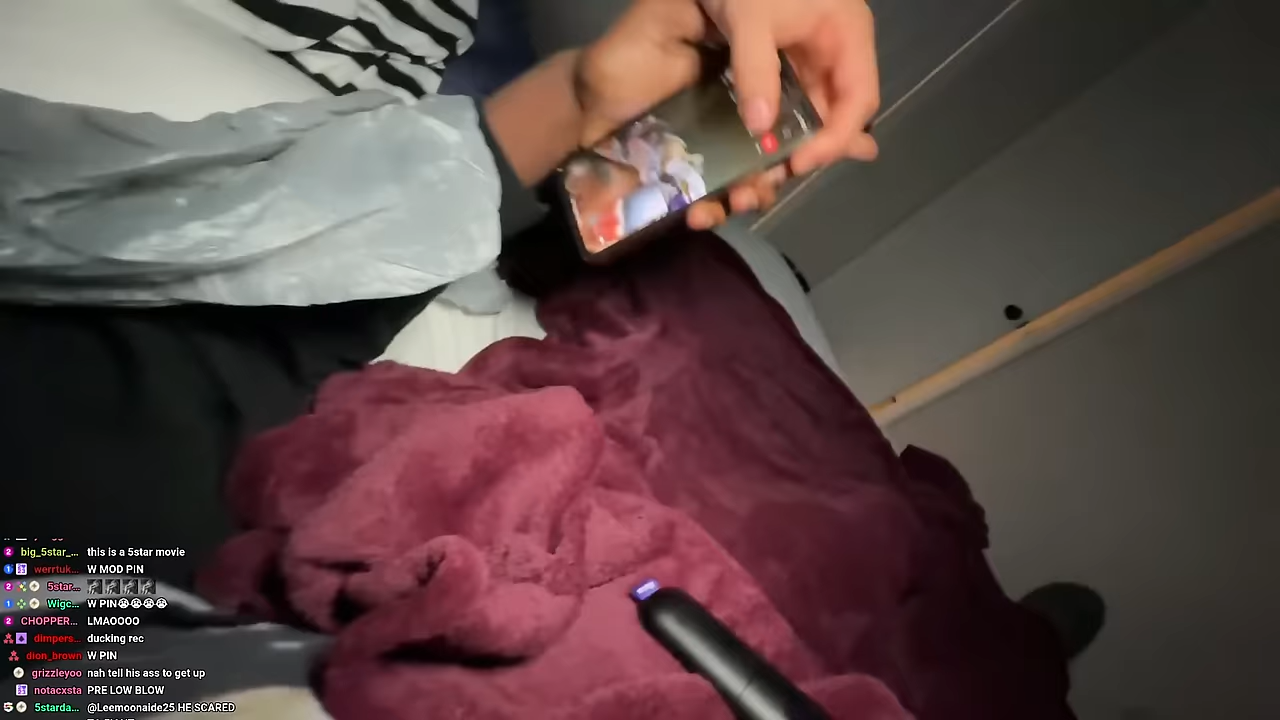 big_5star_... this is a 5star movie
werrtuk... W MOD PIN
5star...
Wigc... W PIN😭😭😭😭
CHOPPER... LMAOOOO
dimpers... ducking rec
dion_brown W PIN
grizzleyoo nah tell his ass to get up
notacxsta PRE LOW BLOW
5starda... @Leemoonaide25 HE SCARED